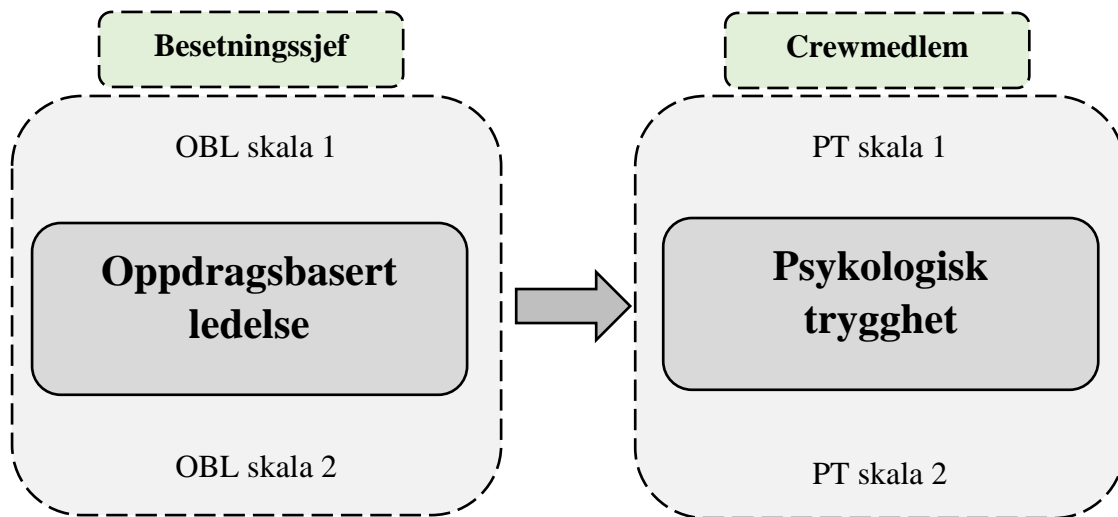 Besetningssjef
OBL skala 1
Oppdragsbasert
ledelse
OBL skala 2
Crewmedlem
PT skala 1
Psykologisk
trygghet
PT skala 2